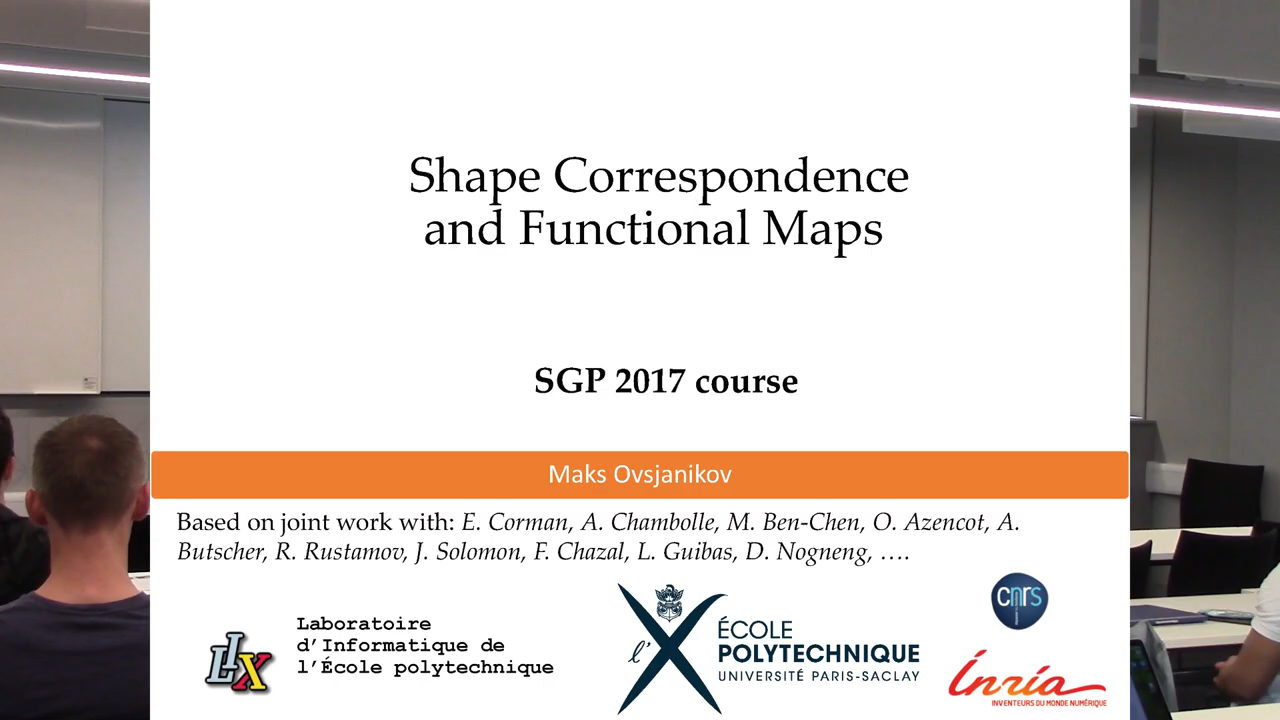 Shape Correspondence
and Functional Maps
SGP 2017 course
Maks Ovsjanikov
Based on joint work with: E. Corman, A. Chambolle, M. Ben-Chen, O. Azencot, A.
Butscher, R. Rustamov, J. Solomon, F. Chazal, L. Guibas, D. Nogneng, ….
LIX
Laboratoire
d'Informatique de
l'École polytechnique
l'X
ÉCOLE
POLYTECHNIQUE
UNIVERSITÉ PARIS-SACLAY
cnrs
Inria
INVENTEURS DU MONDE NUMÉRIQUE